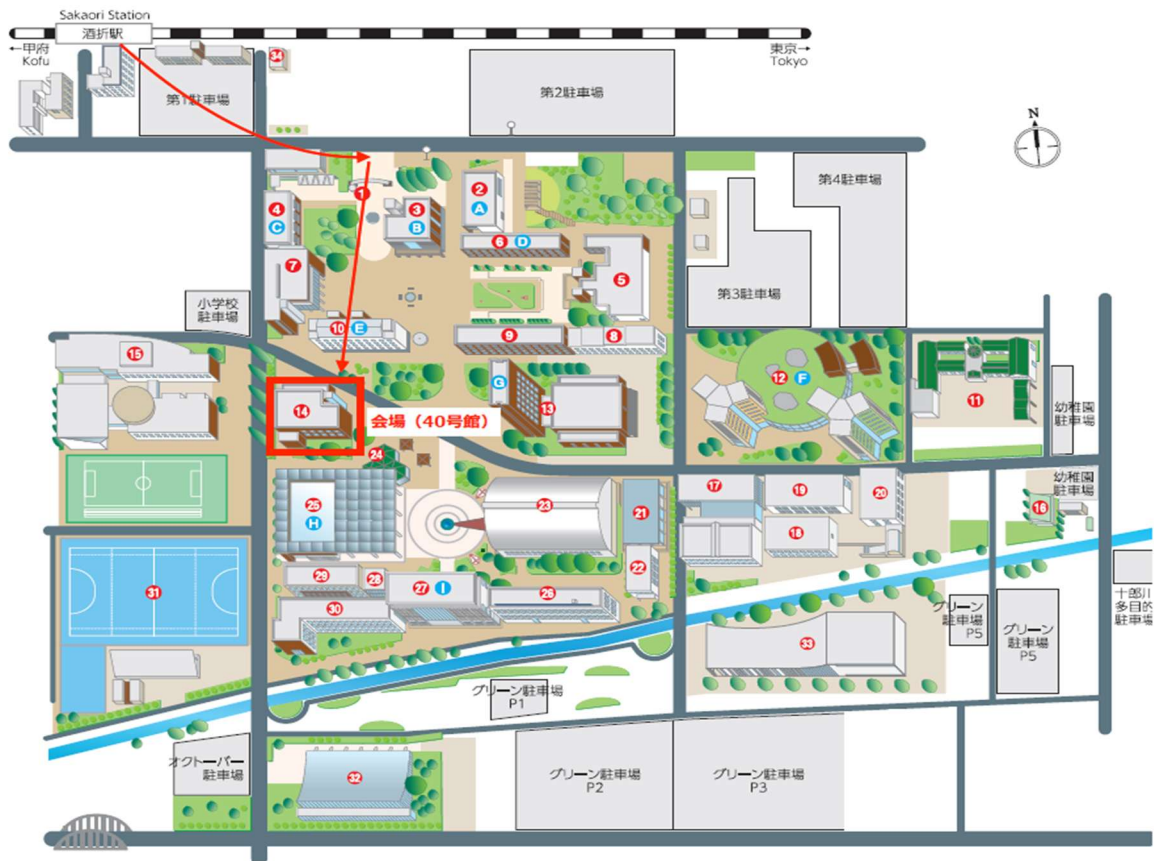 Sakaori Station
酒折駅
←甲府
Kofu
東京→
Tokyo
34
第1駐車場
第2駐車場
N
1
2
A
3
B
4
C
第4駐車場
6
D
7
5
第3駐車場
小学校
駐車場
10
E
9
8
15
12
F
11
G
14
会場（40号館）
13
幼稚園
駐車場
24
25
H
23
21
17
19
20
幼稚園
駐車場
16
18
22
29
28
27
I
26
31
30
十郎川
多目的
駐車場
グリーン
駐車場
P5
グリーン
駐車場
P5
33
グリーン駐車場
P1
オクトーバー
駐車場
32
グリーン駐車場
P2
グリーン駐車場
P3